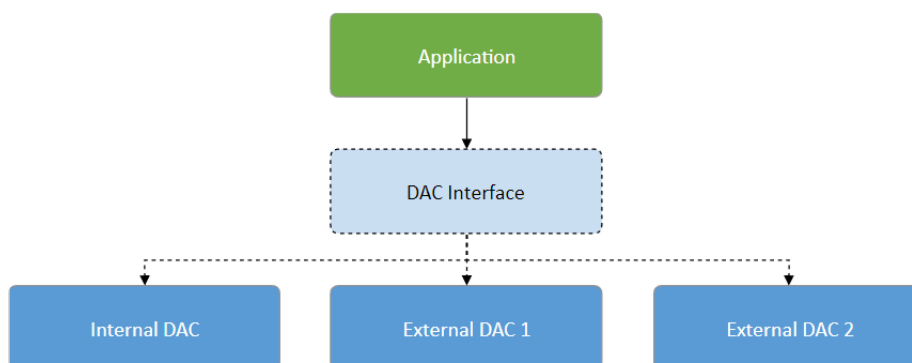 Application
DAC Interface
Internal DAC
External DAC 1
External DAC 2